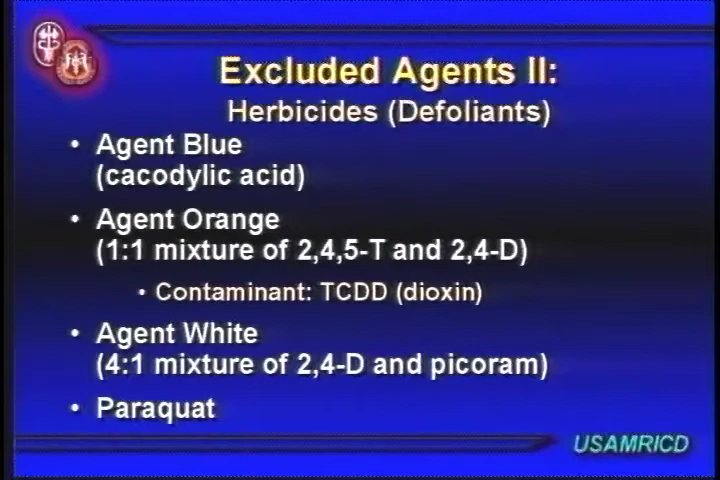 Excluded Agents II:
Herbicides (Defoliants)
• Agent Blue
(cacodylic acid)
• Agent Orange
(1:1 mixture of 2,4,5-T and 2,4-D)
• Contaminant: TCDD (dioxin)
• Agent White
(4:1 mixture of 2,4-D and picoram)
• Paraquat
USAMRICD